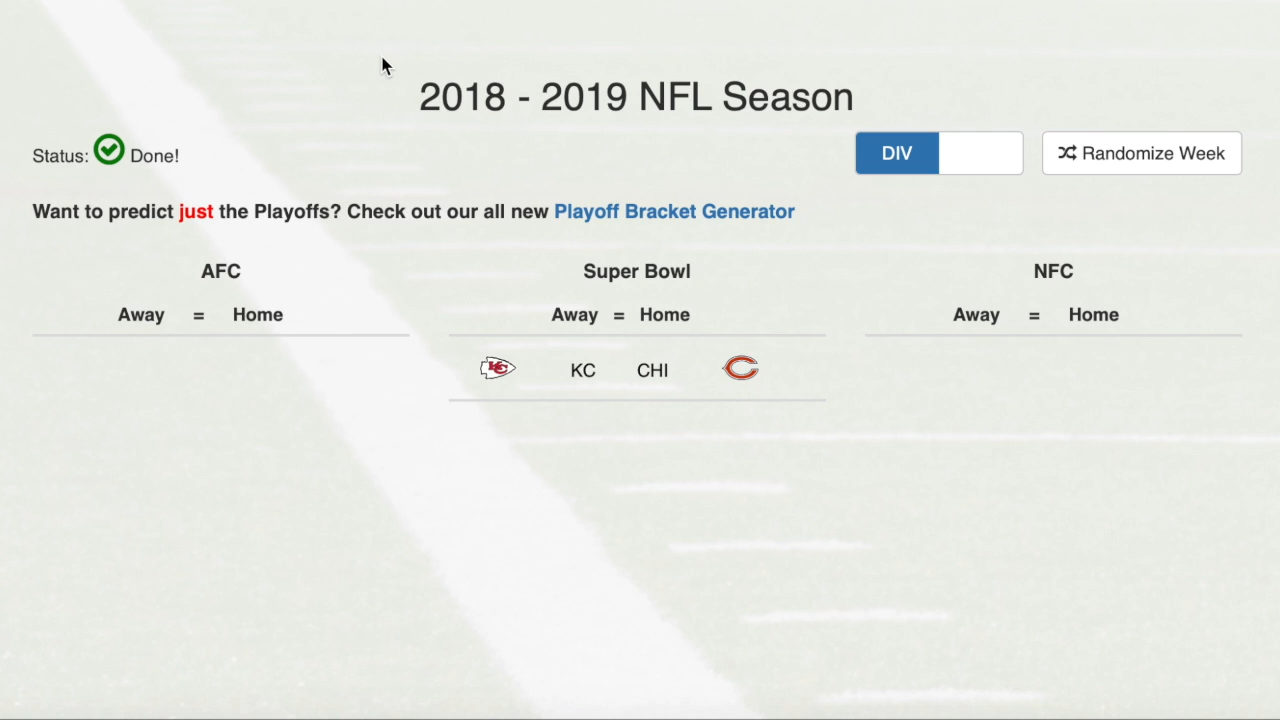 2018 - 2019 NFL Season
Status: Done!
DIV
Randomize Week
Want to predict just the Playoffs? Check out our all new Playoff Bracket Generator
AFC
Away = Home
Super Bowl
Away = Home
KC KC CHI
NFC
Away = Home